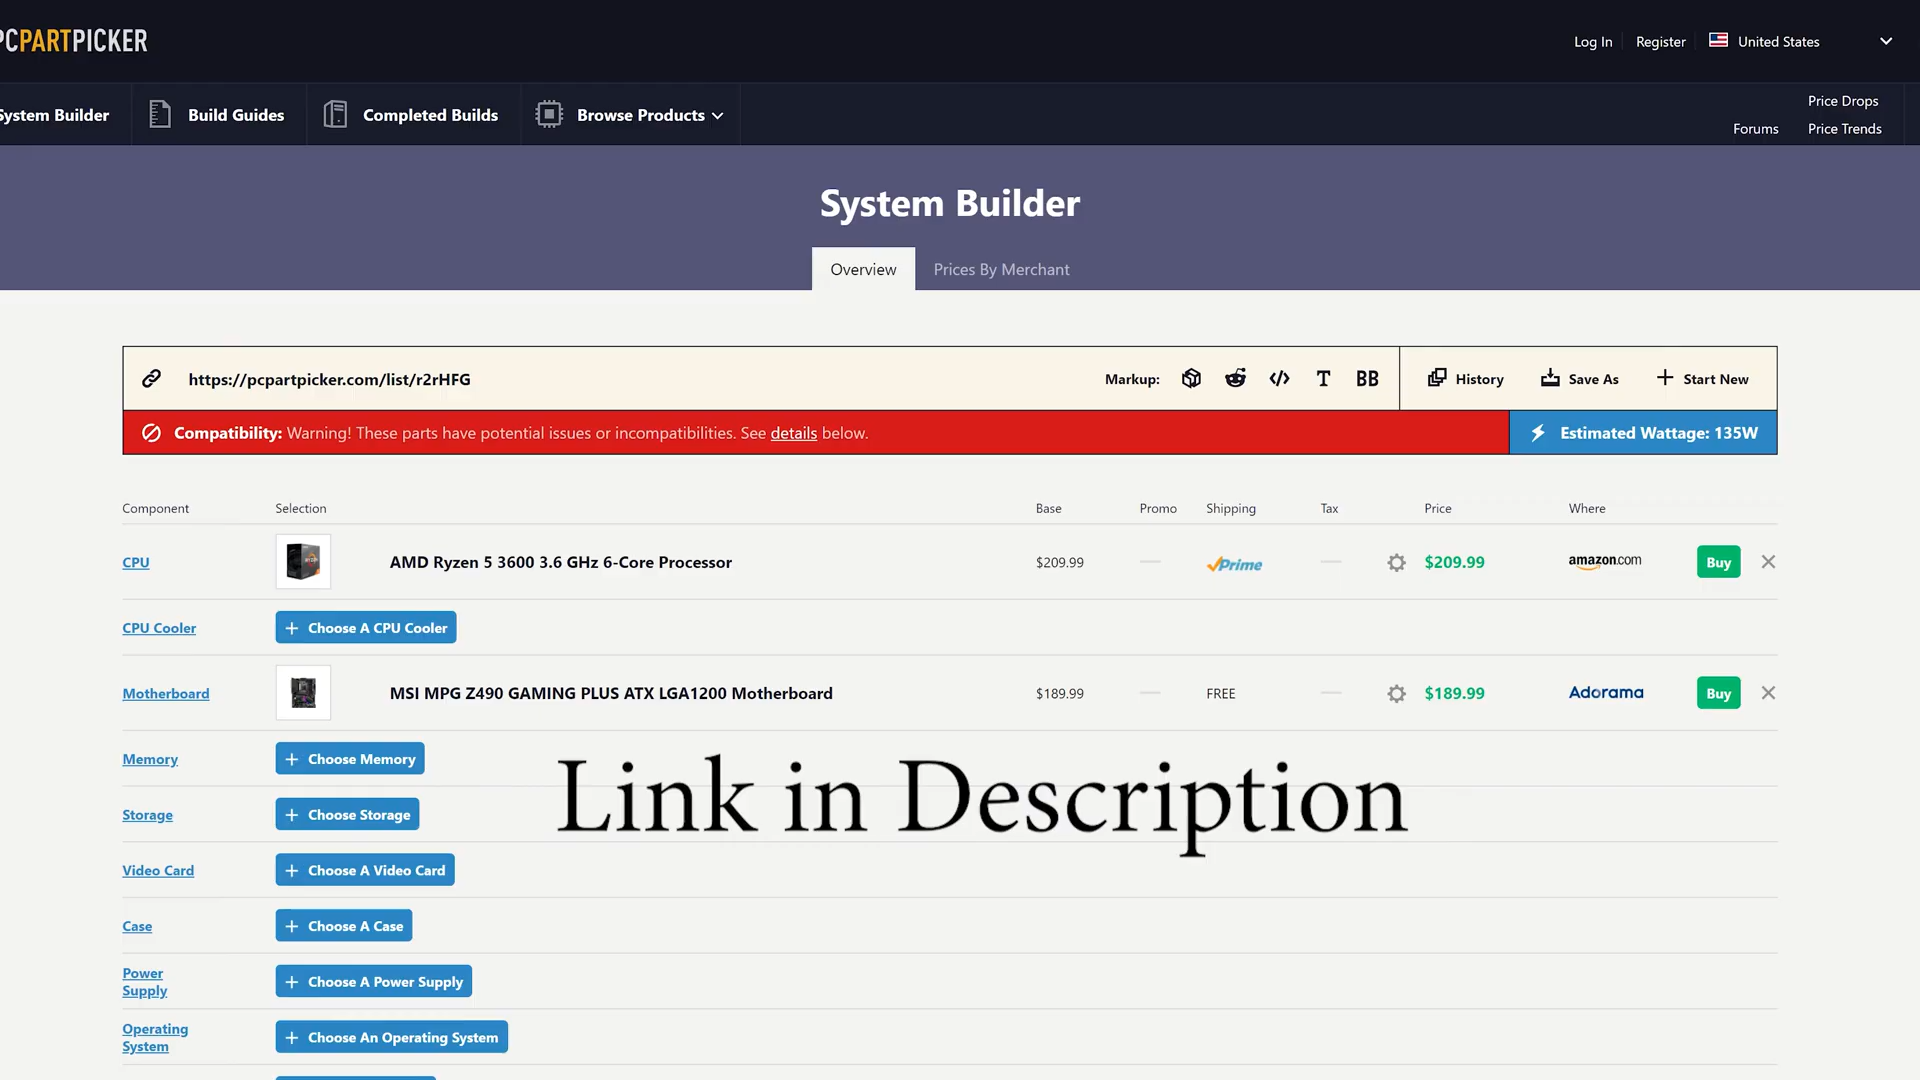 PCPARTPICKER
Log In
Register
United States
System Builder
Build Guides
Completed Builds
Browse Products
Price Drops
Forums
Price Trends
System Builder
Overview
Prices By Merchant
https://pcpartpicker.com/list/r2rHFG
Markup:
T
BB
History
Save As
Start New
Compatibility: Warning! These parts have potential issues or incompatibilities. See details below.
Estimated Wattage: 135W
Component Selection Base Promo Shipping Tax Price Where
CPU AMD Ryzen 5 3600 3.6 GHz 6-Core Processor $209.99 Prime $209.99 amazon.com Buy
CPU Cooler + Choose A CPU Cooler
Motherboard MSI MPG Z490 GAMING PLUS ATX LGA1200 Motherboard $189.99 FREE $189.99 Adorama Buy
Memory + Choose Memory
Link in Description
Storage + Choose Storage
Video Card + Choose A Video Card
Case + Choose A Case
Power
Supply
+ Choose A Power Supply
Operating
System
+ Choose An Operating System